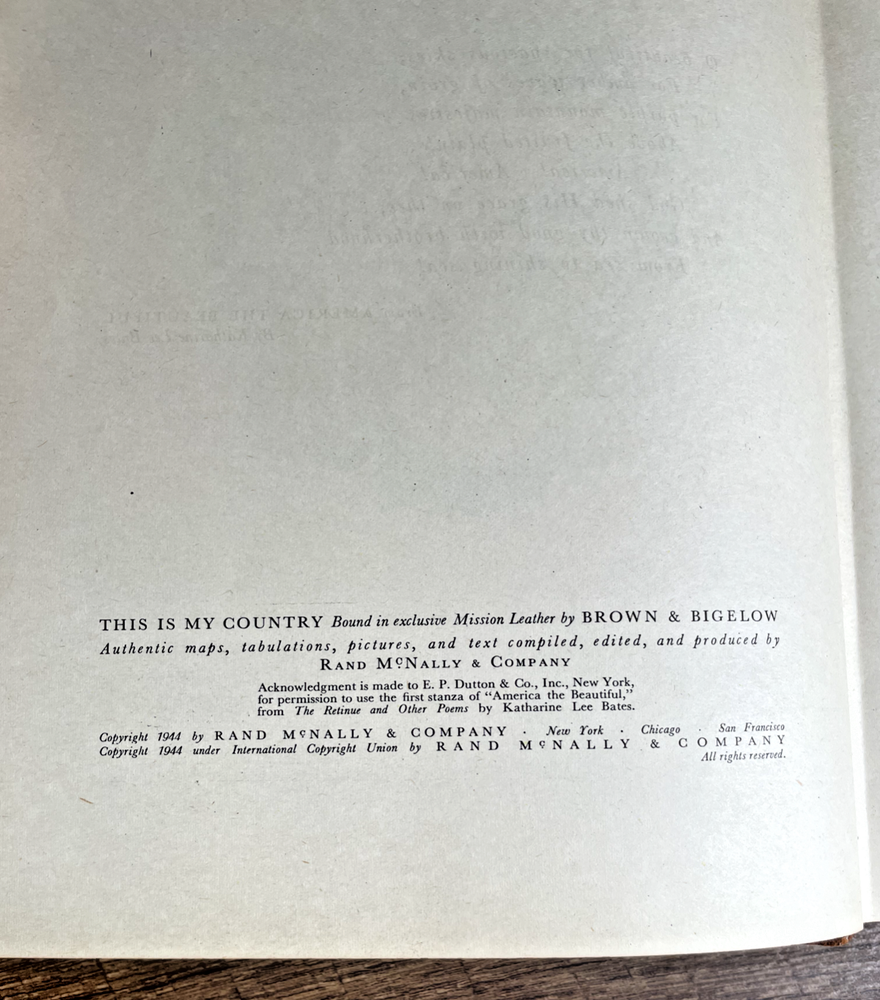 THIS IS MY COUNTRY Bound in exclusive Mission Leather by BROWN & BIGELOW
Authentic maps, tabulations, pictures, and text compiled, edited, and produced by
RAND McNALLY & COMPANY
Acknowledgment is made to E. P. Dutton & Co., Inc., New York,
for permission to use the first stanza of “America the Beautiful,”
from The Retinue and Other Poems by Katharine Lee Bates.
Copyright 1944 by RAND McNALLY & COMPANY · New York · Chicago · San Francisco
Copyright 1944 under International Copyright Union by RAND McNALLY & COMPANY
All rights reserved.